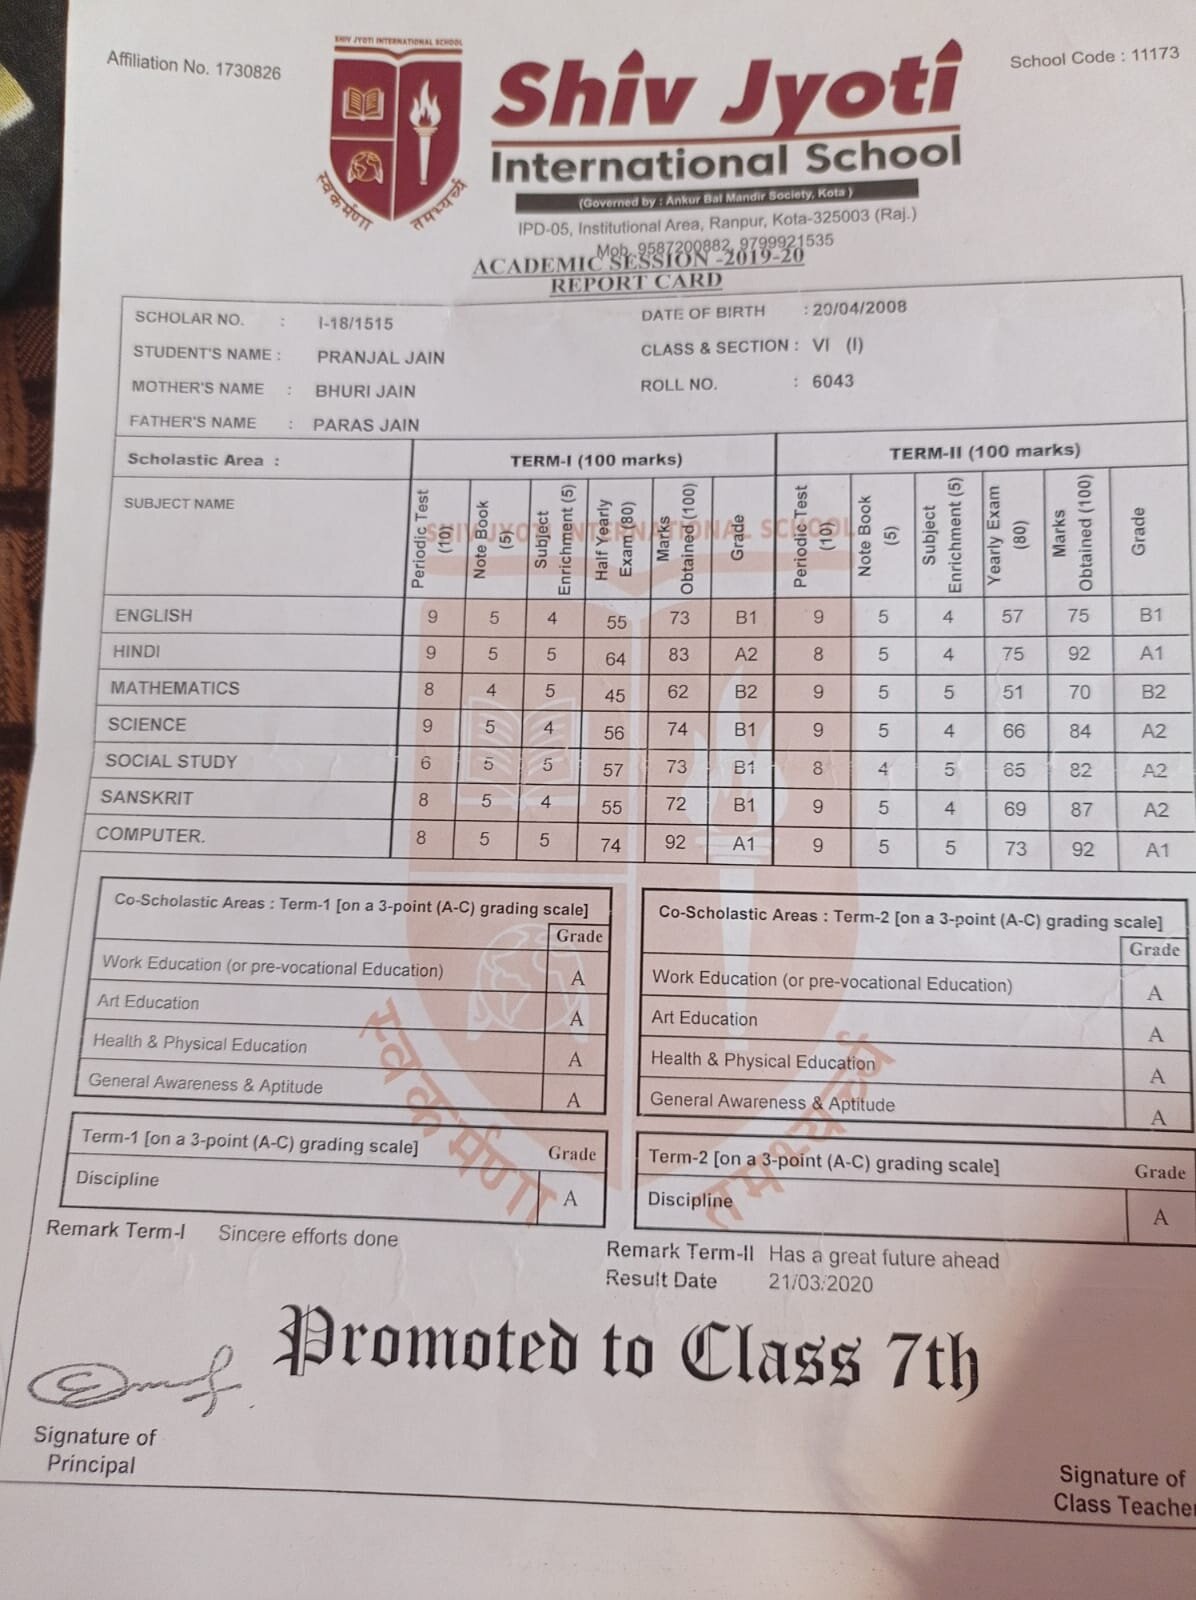 Affiliation No. 1730826
School Code : 11173
SHIV JYOTI INTERNATIONAL SCHOOL
स्वकर्मणा तमभ्यर्च्य
Shiv Jyoti
International School
(Governed by : Ankur Bal Mandir Society, Kota )
IPD-05, Institutional Area, Ranpur, Kota-325003 (Raj.)
Mob. 9587200882, 9799921535
ACADEMIC SESSION -2019-20
REPORT CARD
SCHOLAR NO. : I-18/1515 DATE OF BIRTH : 20/04/2008
STUDENT'S NAME : PRANJAL JAIN CLASS & SECTION : VI (I)
MOTHER'S NAME : BHURI JAIN ROLL NO. : 6043
FATHER'S NAME : PARAS JAIN
Scholastic Area : TERM-I (100 marks) TERM-II (100 marks)
SUBJECT NAME Periodic Test (10) Note Book (5) Subject Enrichment (5) Half Yearly Exam (80) Marks Obtained (100) Grade Periodic Test (10) Note Book (5) Subject Enrichment (5) Yearly Exam (80) Marks Obtained (100) Grade
SHIV JYOTI INTERNATIONAL SCHOOL
ENGLISH 9 5 4 55 73 B1 9 5 4 57 75 B1
HINDI 9 5 5 64 83 A2 8 5 4 75 92 A1
MATHEMATICS 8 4 5 45 62 B2 9 5 5 51 70 B2
SCIENCE 9 5 4 56 74 B1 9 5 4 66 84 A2
SOCIAL STUDY 6 5 5 57 73 B1 8 4 5 65 82 A2
SANSKRIT 8 5 4 55 72 B1 9 5 4 69 87 A2
COMPUTER. 8 5 5 74 92 A1 9 5 5 73 92 A1
Co-Scholastic Areas : Term-1 [on a 3-point (A-C) grading scale]
Grade
Work Education (or pre-vocational Education) A
Art Education A
Health & Physical Education A
General Awareness & Aptitude A
Co-Scholastic Areas : Term-2 [on a 3-point (A-C) grading scale]
Grade
Work Education (or pre-vocational Education) A
Art Education A
Health & Physical Education A
General Awareness & Aptitude A
स्वकर्मणा तमभ्यर्च्य
Term-1 [on a 3-point (A-C) grading scale] Grade
Discipline A
Term-2 [on a 3-point (A-C) grading scale] Grade
Discipline A
Remark Term-I Sincere efforts done
Remark Term-II Has a great future ahead
Result Date 21/03/2020
Promoted to Class 7th
Signature of
Principal
Signature of
Class Teacher